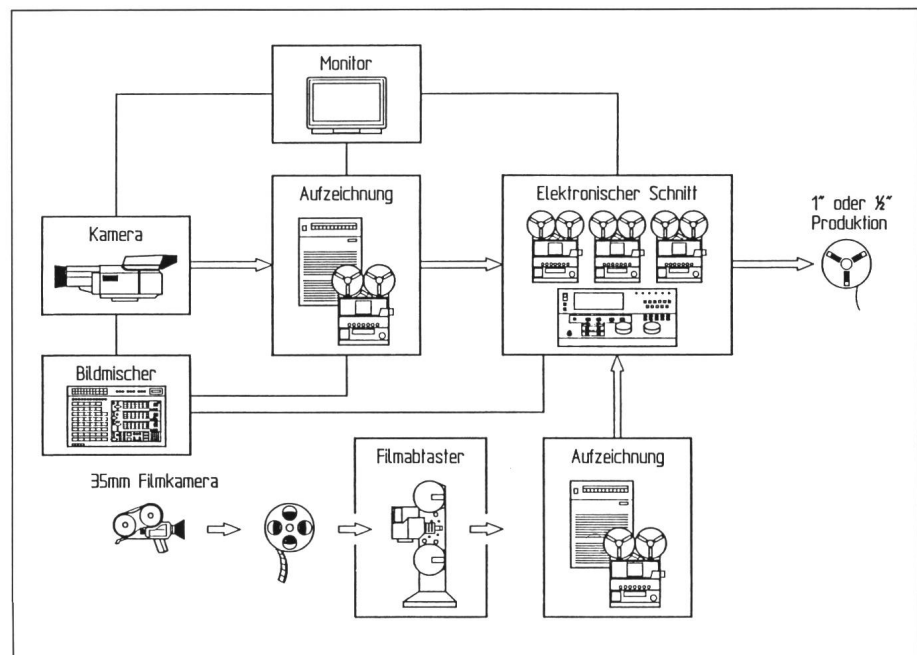 Monitor
Aufzeichnung
Elektronischer Schnitt
1" oder ½"
Produktion
Kamera
Bildmischer
35mm Filmkamera
Filmabtaster
Aufzeichnung